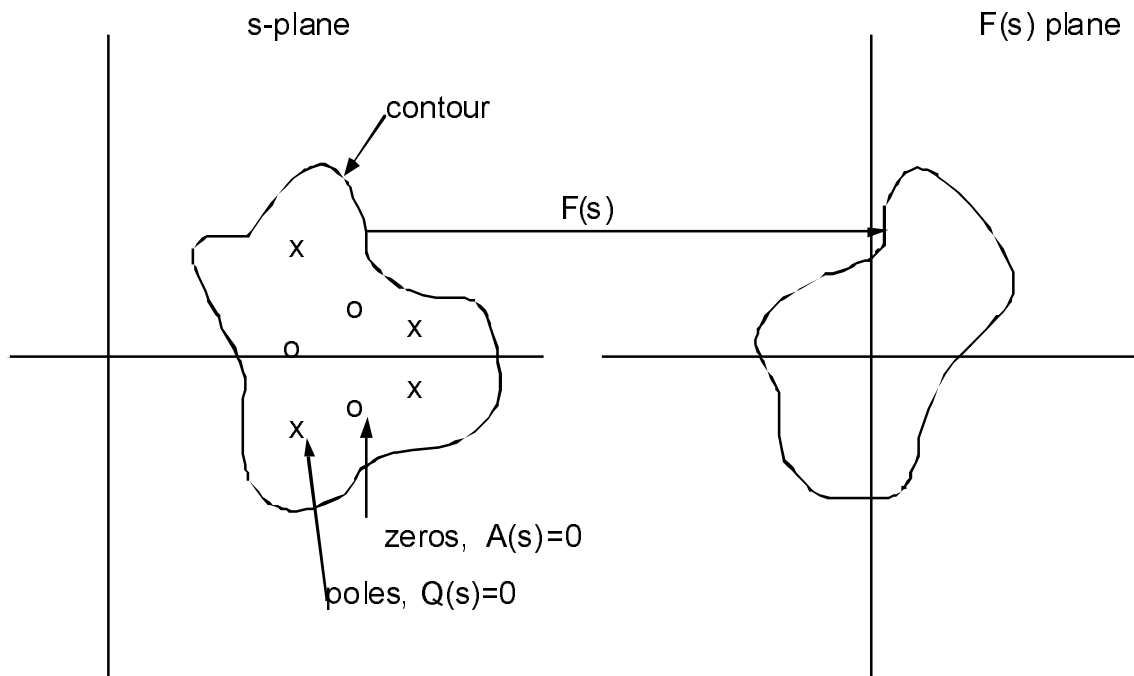 s-plane
F(s) plane
contour
F(s)
x
o
x
o
x
o
x
zeros, A(s)=0
poles, Q(s)=0